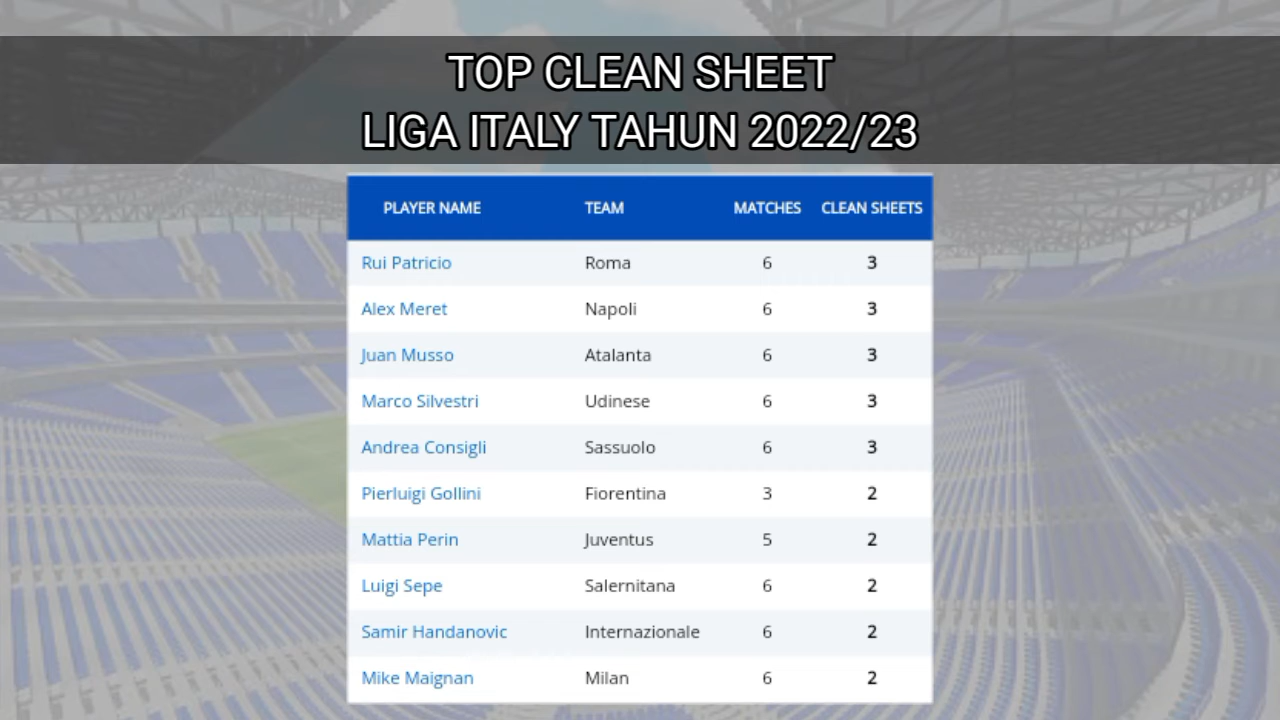 TOP CLEAN SHEET
LIGA ITALY TAHUN 2022/23
PLAYER NAME TEAM MATCHES CLEAN SHEETS
Rui Patricio Roma 6 3
Alex Meret Napoli 6 3
Juan Musso Atalanta 6 3
Marco Silvestri Udinese 6 3
Andrea Consigli Sassuolo 6 3
Pierluigi Gollini Fiorentina 3 2
Mattia Perin Juventus 5 2
Luigi Sepe Salernitana 6 2
Samir Handanovic Internazionale 6 2
Mike Maignan Milan 6 2